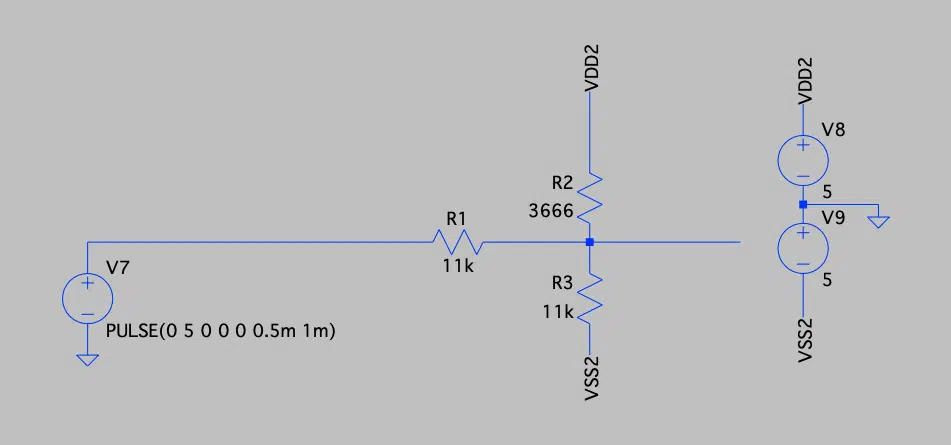 VDD2
VDD2
V8
R2
5
3666
V9
R1
11k
V7
R3
5
11k
PULSE(0 5 0 0 0 0.5m 1m)
VSS2
VSS2